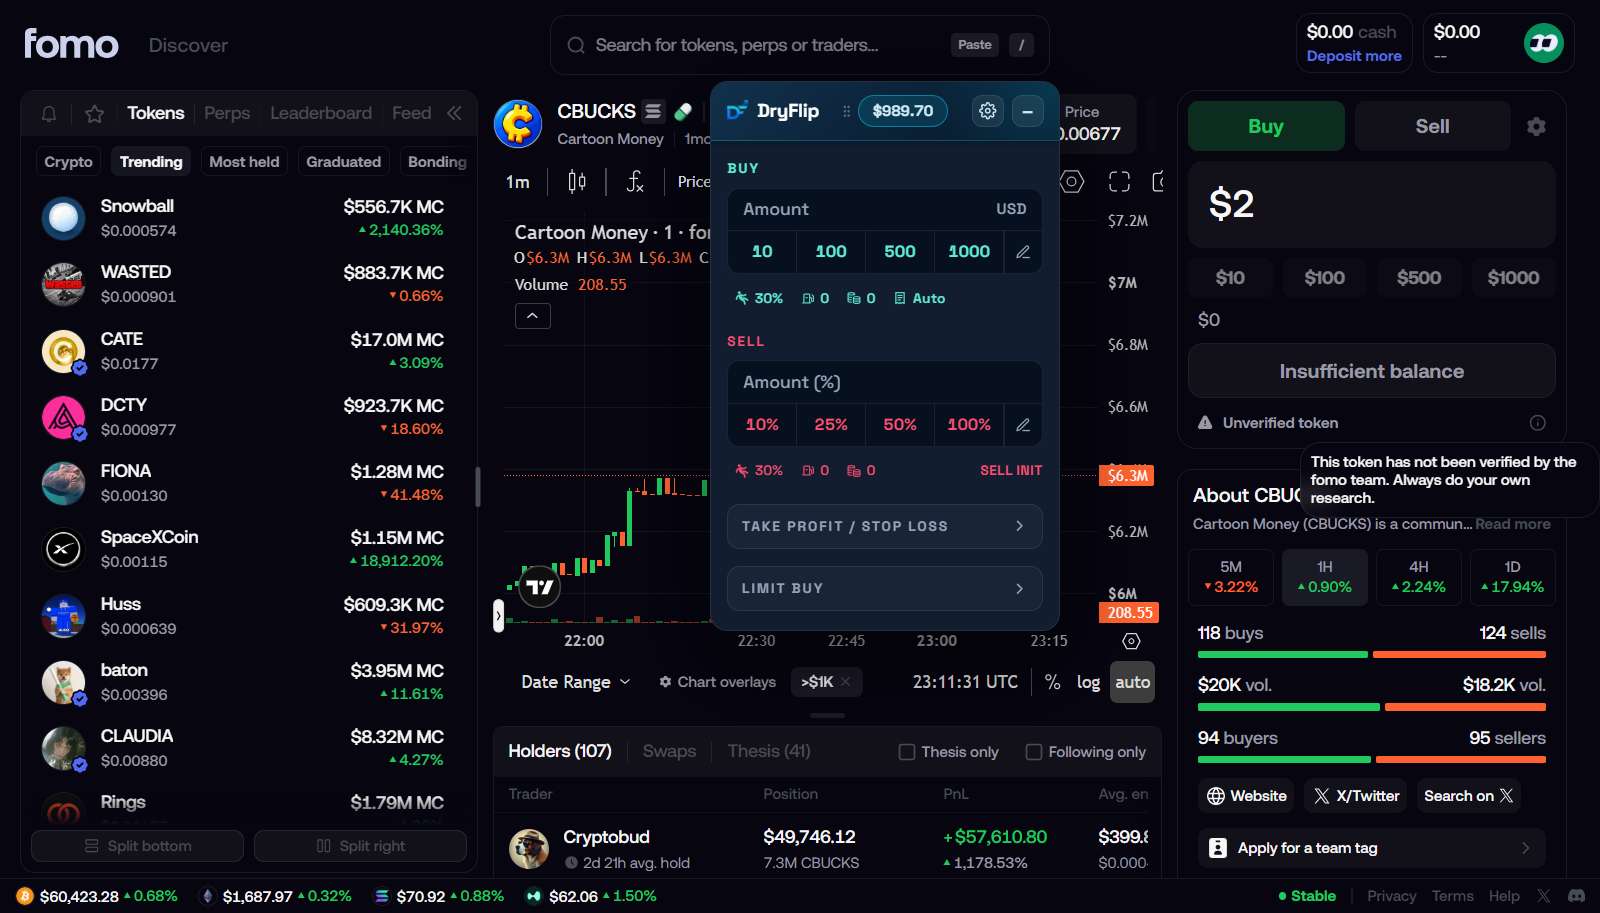 fomo
Discover
Search for tokens, perps or traders...
Paste
/
$0.00 cash
Deposit more
$0.00
--
Tokens
Perps
Leaderboard
Feed
Crypto
Trending
Most held
Graduated
Bonding
Snowball
$0.000574
$556.7K MC
2,140.36%
WASTED
$0.000901
$883.7K MC
0.66%
CATE
$0.0177
$17.0M MC
3.09%
DCTY
$0.000977
$923.7K MC
18.60%
FIONA
$0.00130
$1.28M MC
41.48%
SpaceXCoin
$0.00115
$1.15M MC
18,912.20%
Huss
$0.000639
$609.3K MC
31.97%
baton
$0.00396
$3.95M MC
11.61%
CLAUDIA
$0.00880
$8.32M MC
4.27%
Rings
$1.79M MC
Split bottom
Split right
CBUCKS
Cartoon Money
1mo
Price
0.00677
1m
Price
Cartoon Money · 1 · for
O$6.3M H$6.3M L$6.3M C
Volume 208.55
$7.2M
$7M
$6.8M
$6.6M
$6.3M
$6.2M
$6M
208.55
22:00
22:30
22:45
23:00
23:15
Date Range
Chart overlays
>$1K
23:11:31 UTC
%
log
auto
DryFlip
$989.70
BUY
Amount
USD
10
100
500
1000
30%
0
0
Auto
SELL
Amount (%)
10%
25%
50%
100%
30%
0
0
SELL INIT
TAKE PROFIT / STOP LOSS
LIMIT BUY
Holders (107)
Swaps
Thesis (41)
Thesis only
Following only
Trader
Position
PnL
Avg. en
Cryptobud
2d 21h avg. hold
$49,746.12
7.3M CBUCKS
+$57,610.80
1,178.53%
$399.8
$0.000
Buy
Sell
$2
$10
$100
$500
$1000
$0
Insufficient balance
Unverified token
This token has not been verified by the
fomo team. Always do your own
research.
About CBUC
Cartoon Money (CBUCKS) is a commun... Read more
5M
3.22%
1H
0.90%
4H
2.24%
1D
17.94%
118 buys
124 sells
$20K vol.
$18.2K vol.
94 buyers
95 sellers
Website
X/Twitter
Search on X
Apply for a team tag
$60,423.28 0.68%
$1,687.97 0.32%
$70.92 0.88%
$62.06 1.50%
Stable
Privacy
Terms
Help